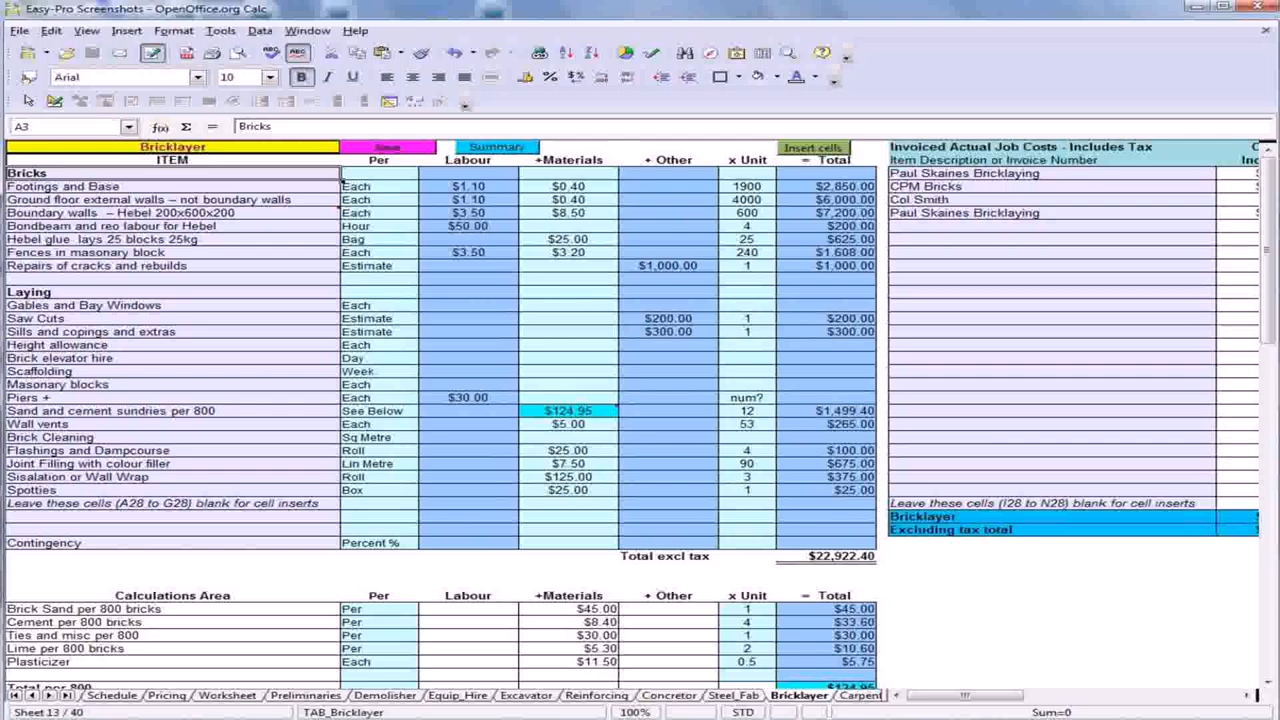 Easy-Pro Screenshots - OpenOffice.org Calc
File Edit View Insert Format Tools Data Window Help
Arial 10
A3 Bricks
Bricklayer Summary Insert cells Invoiced Actual Job Costs - Includes Tax
ITEM Per Labour +Materials + Other x Unit = Total Item Description or Invoice Number
Bricks Paul Skaines Bricklaying
Footings and Base Each $1.10 $0.40 1900 $2,850.00 CPM Bricks
Ground floor external walls – not boundary walls Each $1.10 $0.40 4000 $6,000.00 Col Smith
Boundary walls – Hebel 200x600x200 Each $3.50 $8.50 600 $7,200.00 Paul Skaines Bricklaying
Bondbeam and reo labour for Hebel Hour $50.00 4 $200.00
Hebel glue lays 25 blocks 25kg Bag $25.00 25 $625.00
Fences in masonary block Each $3.50 $3.20 240 $1,608.00
Repairs of cracks and rebuilds Estimate $1,000.00 1 $1,000.00
Laying
Gables and Bay Windows Each
Saw Cuts Estimate $200.00 1 $200.00
Sills and copings and extras Estimate $300.00 1 $300.00
Height allowance Each
Brick elevator hire Day
Scaffolding Week
Masonary blocks Each
Piers + Each $30.00 num?
Sand and cement sundries per 800 See Below $124.95 12 $1,499.40
Wall vents Each $5.00 53 $265.00
Brick Cleaning Sq Metre
Flashings and Dampcourse Roll $25.00 4 $100.00
Joint Filling with colour filler Lin Metre $7.50 90 $675.00
Sisalation or Wall Wrap Roll $125.00 3 $375.00
Spotties Box $25.00 1 $25.00
Leave these cells (A28 to G28) blank for cell inserts Leave these cells (I28 to N28) blank for cell inserts
Bricklayer
Excluding tax total
Contingency Percent %
Total excl tax $22,922.40
Calculations Area Per Labour +Materials + Other x Unit = Total
Brick Sand per 800 bricks Per $45.00 1 $45.00
Cement per 800 bricks Per $8.40 4 $33.60
Ties and misc per 800 Per $30.00 1 $30.00
Lime per 800 bricks Per $5.30 2 $10.60
Plasticizer Each $11.50 0.5 $5.75
Total per 800 $124.95
Schedule Pricing Worksheet Preliminaries Demolisher Equip_Hire Excavator Reinforcing Concretor Steel_Fab Bricklayer Carpent
Sheet 13 / 40 TAB_Bricklayer 100% STD Sum=0